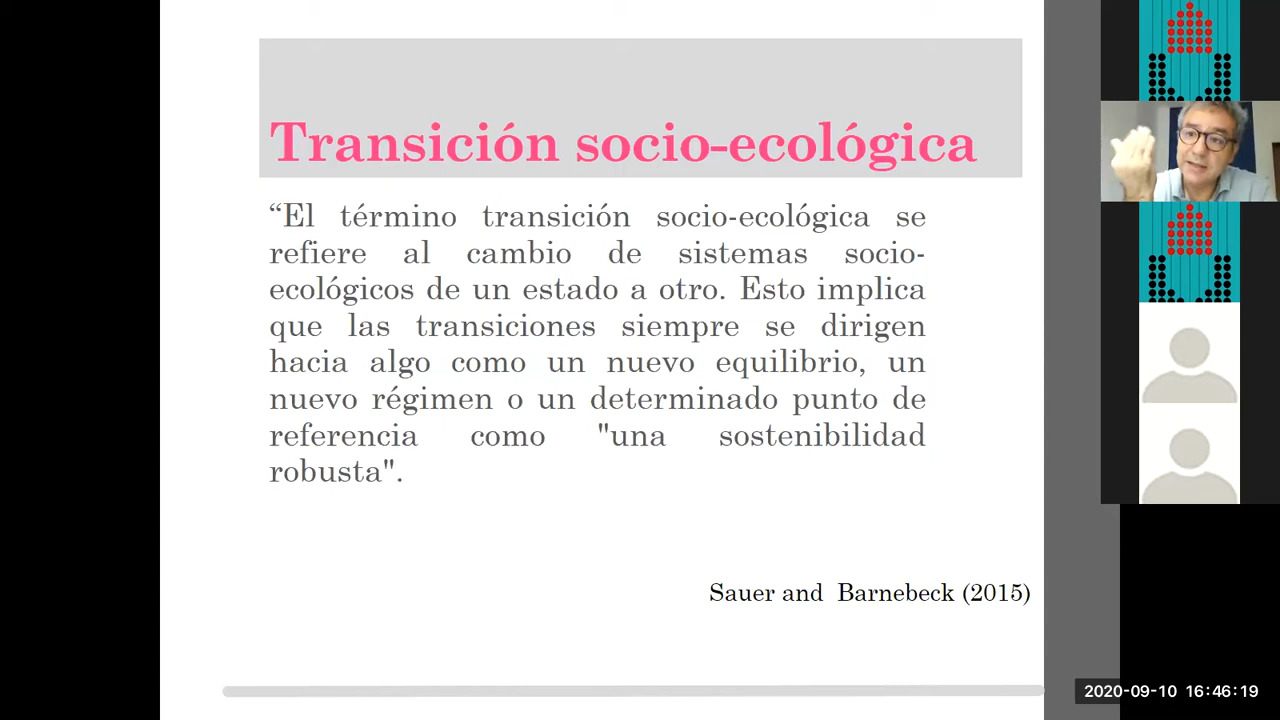 Transición socio-ecológica
“El término transición socio-ecológica se
refiere al cambio de sistemas socio-
ecológicos de un estado a otro. Esto implica
que las transiciones siempre se dirigen
hacia algo como un nuevo equilibrio, un
nuevo régimen o un determinado punto de
referencia como "una sostenibilidad
robusta".
Sauer and Barnebeck (2015)
2020-09-10 16:46:19